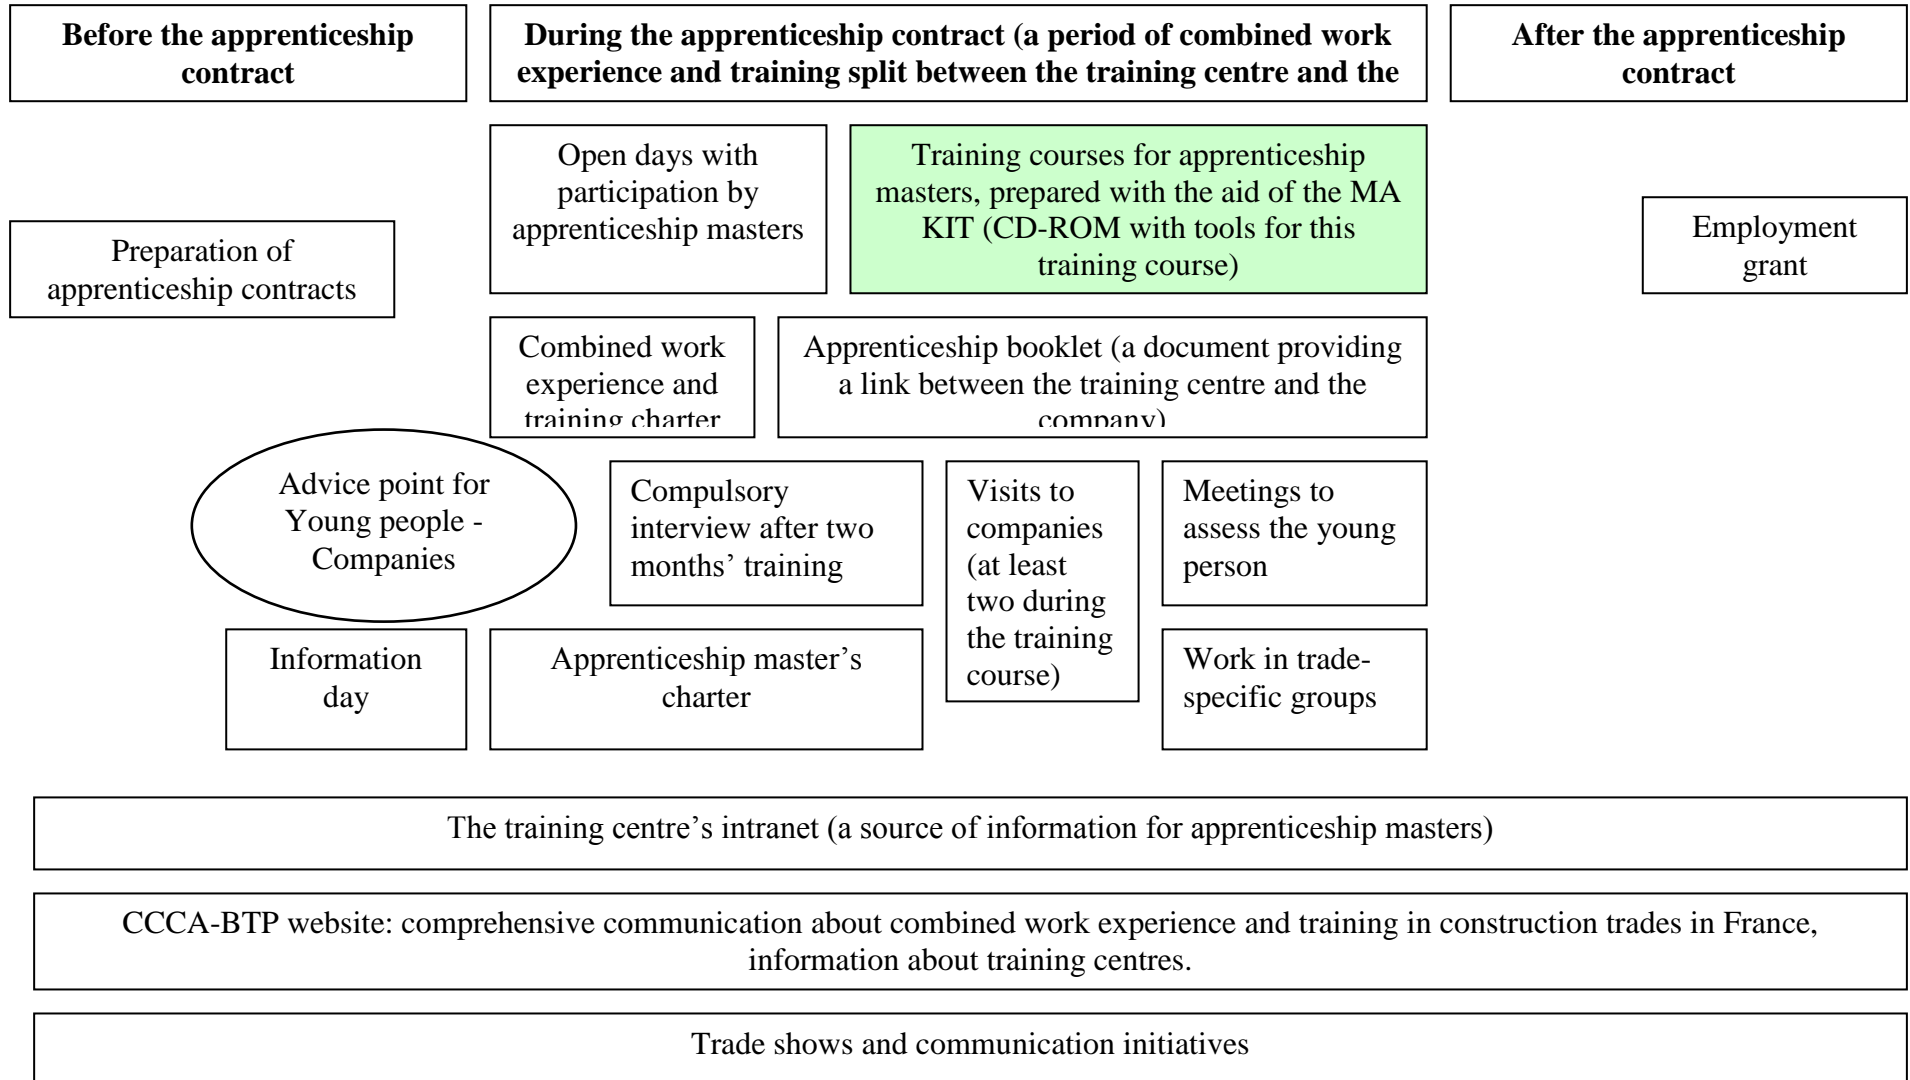 Before the apprenticeship
contract
During the apprenticeship contract (a period of combined work
experience and training split between the training centre and the
After the apprenticeship
contract
Open days with
participation by
apprenticeship masters
Training courses for apprenticeship
masters, prepared with the aid of the MA
KIT (CD-ROM with tools for this
training course)
Preparation of
apprenticeship contracts
Employment
grant
Combined work
experience and
training charter
Apprenticeship booklet (a document providing
a link between the training centre and the
company)
Advice point for
Young people -
Companies
Compulsory
interview after two
months’ training
Visits to
companies
(at least
two during
the training
course)
Meetings to
assess the young
person
Information
day
Apprenticeship master’s
charter
Work in trade-
specific groups
The training centre’s intranet (a source of information for apprenticeship masters)
CCCA-BTP website: comprehensive communication about combined work experience and training in construction trades in France,
information about training centres.
Trade shows and communication initiatives